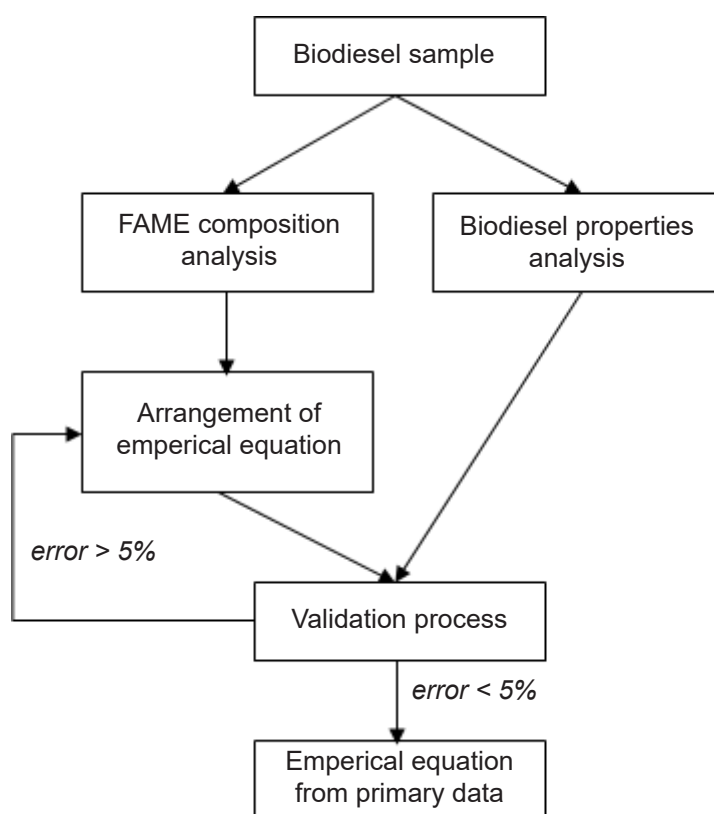 Biodiesel sample
FAME composition
analysis
Biodiesel properties
analysis
Arrangement of
emperical equation
error > 5%
Validation process
error < 5%
Emperical equation
from primary data